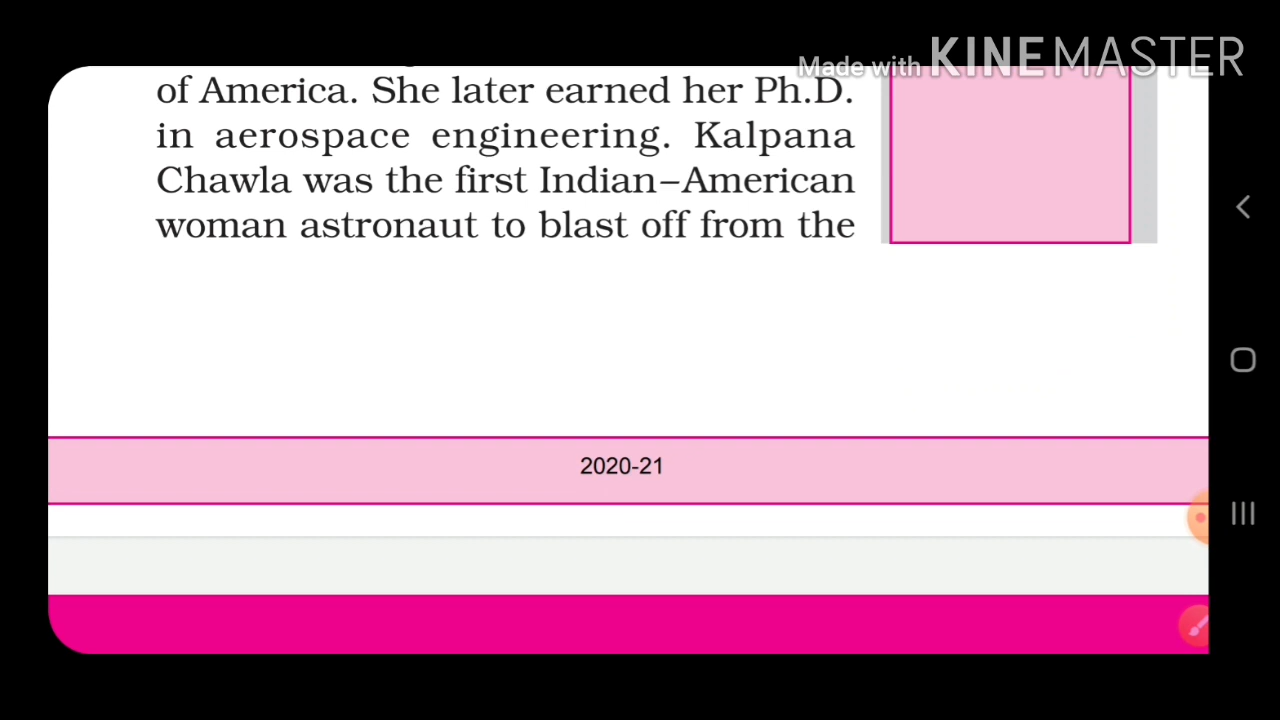 Made with KINEMASTER
of America. She later earned her Ph.D.
in aerospace engineering. Kalpana
Chawla was the first Indian–American
woman astronaut to blast off from the
2020-21